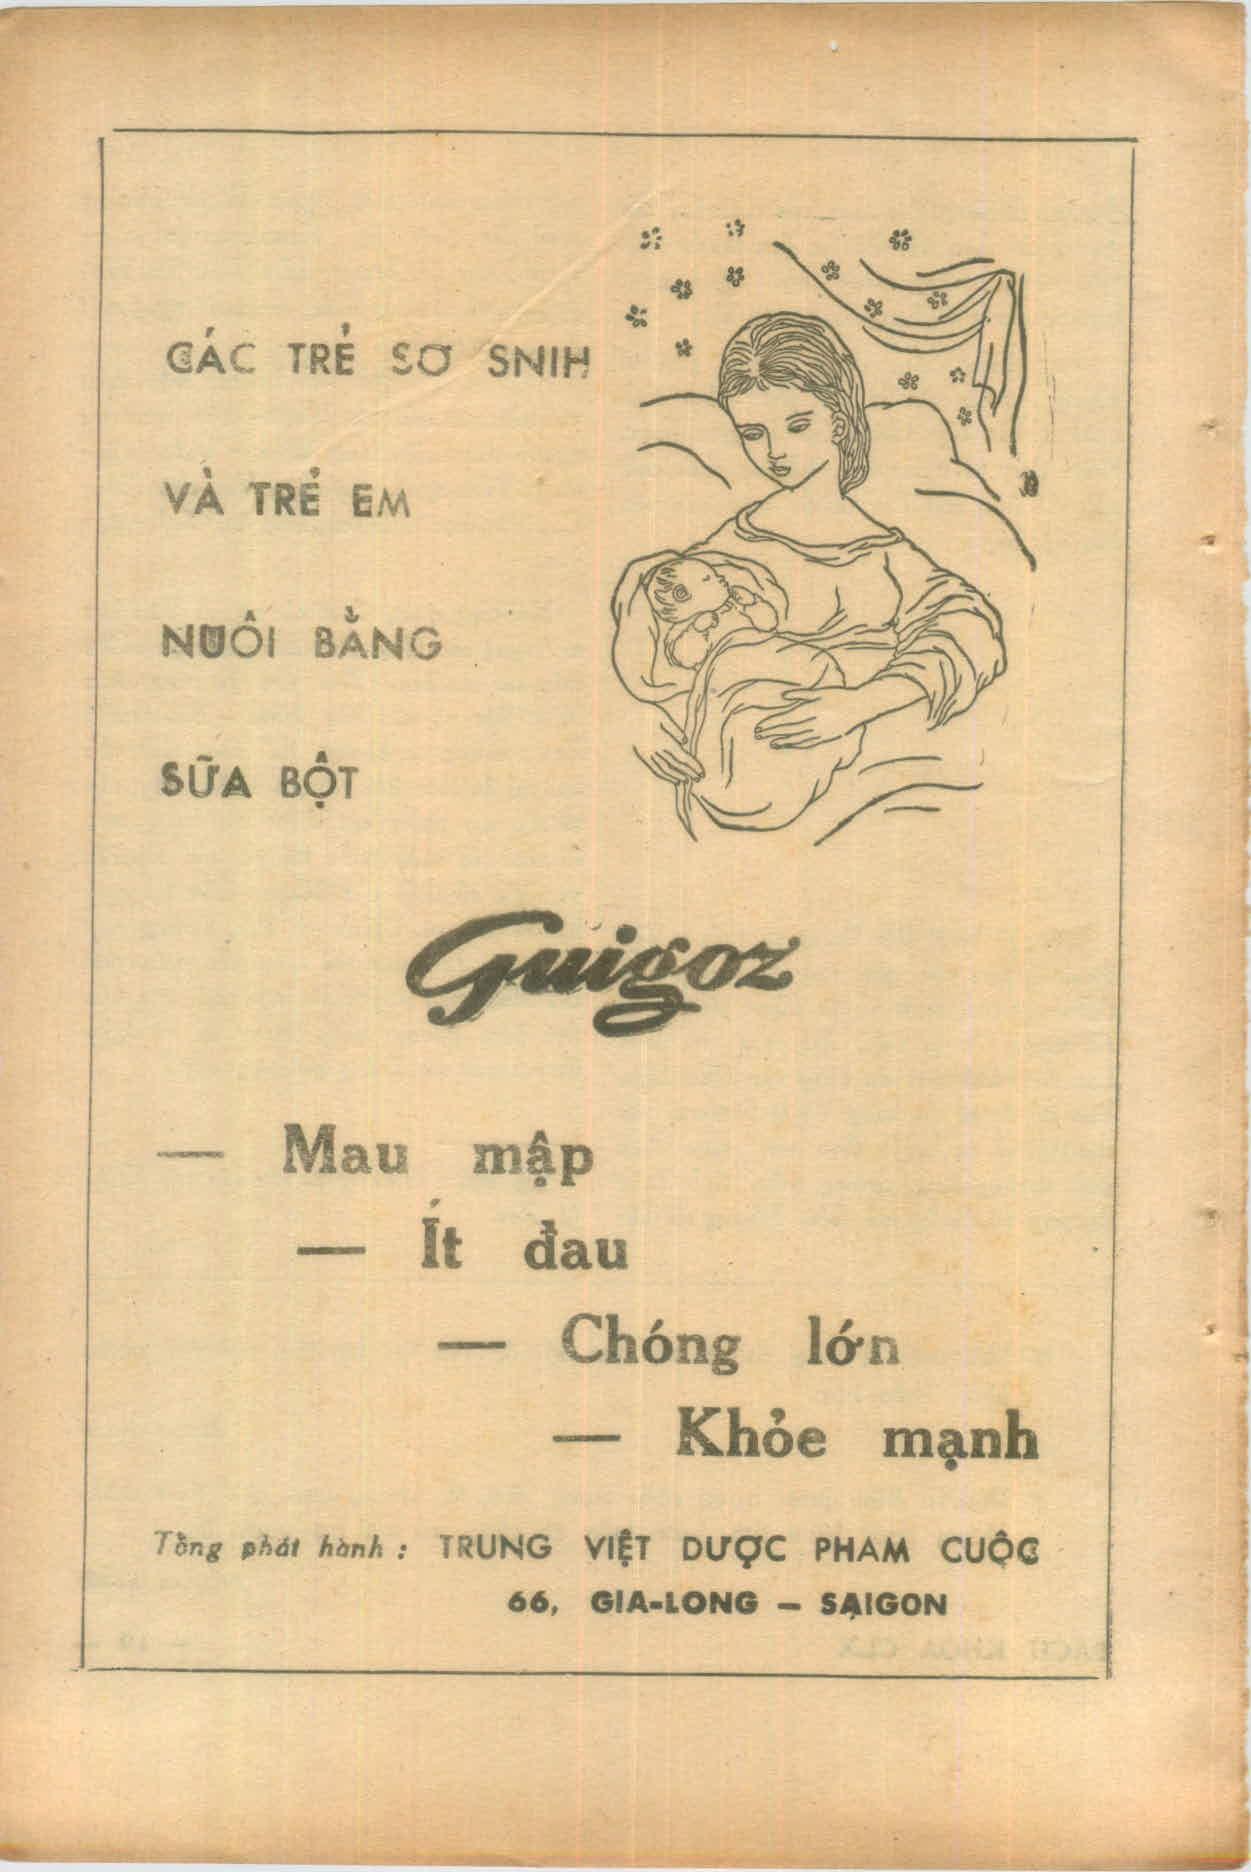 CÁC TRẺ SƠ SNIH
VÀ TRẺ EM
NUÔI BẰNG
SỮA BỘT
Guigoz
— Mau mập
— Ít đau
— Chóng lớn
— Khỏe mạnh
Tổng phát hành : TRUNG VIỆT DƯỢC PHAM CUỘC
66, GIA-LONG — SAIGON